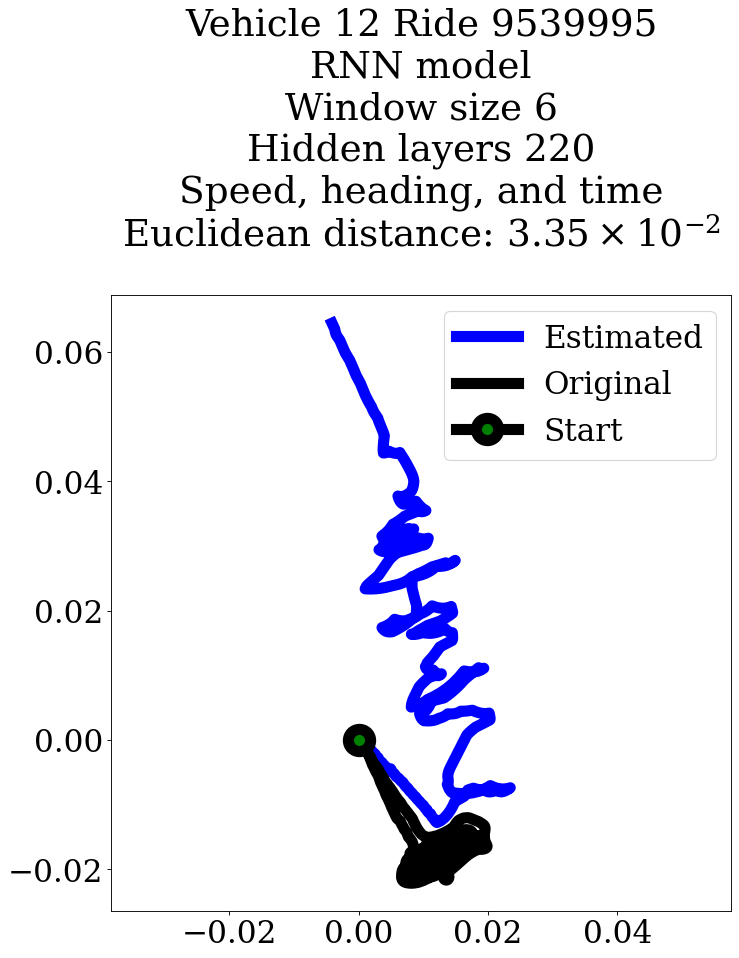 Vehicle 12 Ride 9539995
RNN model
Window size 6
Hidden layers 220
Speed, heading, and time
Euclidean distance: 3.35 × 10⁻²
Estimated
Original
Start
0.06
0.04
0.02
0.00
−0.02
−0.02 0.00 0.02 0.04